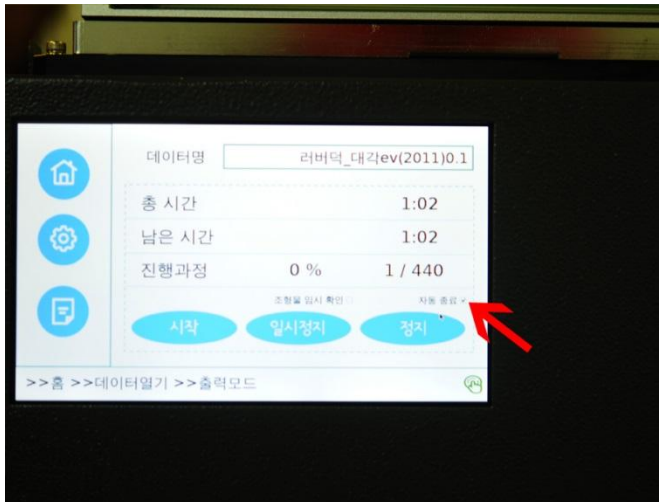 데이터명 러버덕_대각ev(2011)0.1
총 시간 1:02
남은 시간 1:02
진행과정 0 % 1 / 440
조형물 임시 확인 자동 종료
시작 일시정지 정지
>>홈 >>데이터열기 >>출력모드